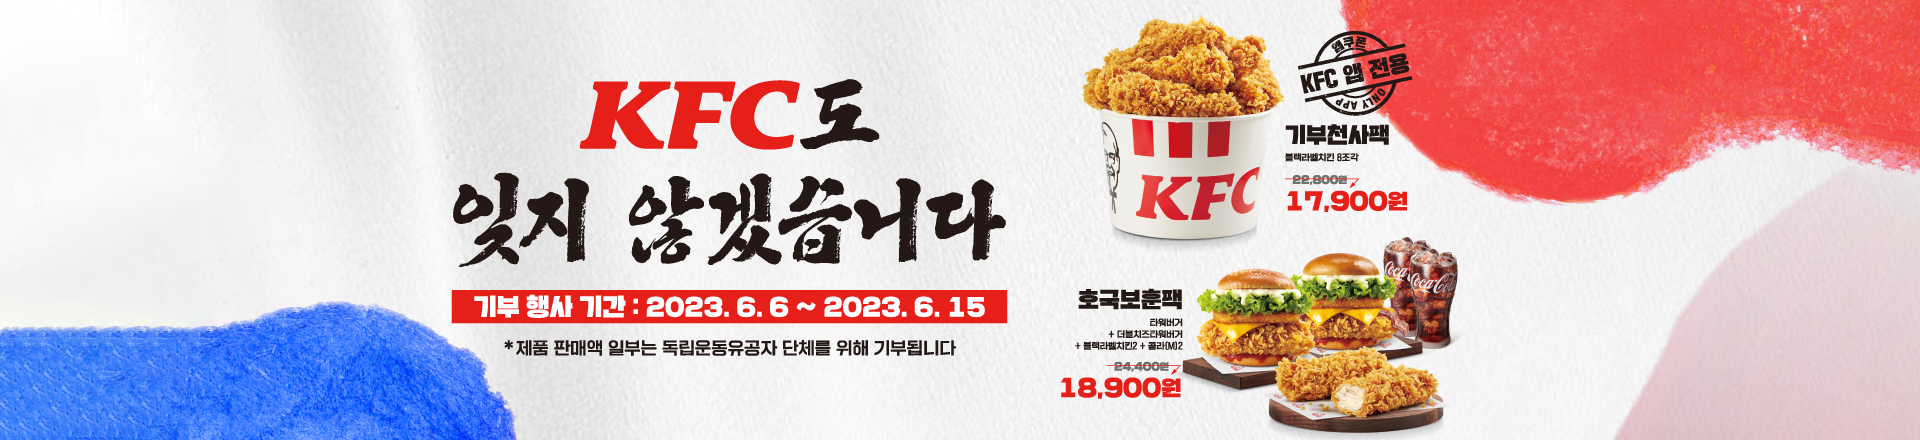 KFC도
잊지 않겠습니다
기부 행사 기간 : 2023. 6. 6 ~ 2023. 6. 15
*제품 판매액 일부는 독립운동유공자 단체를 위해 기부됩니다
웹쿠폰
KFC 앱 전용
ONLY APP
기부천사팩
블랙라벨치킨 8조각
22,800원
17,900원
KFC
호국보훈팩
타워버거
+ 더블치즈타워버거
+ 블랙라벨치킨2 + 콜라(M)2
24,400원
18,900원
Coca-Cola
Coca-Cola